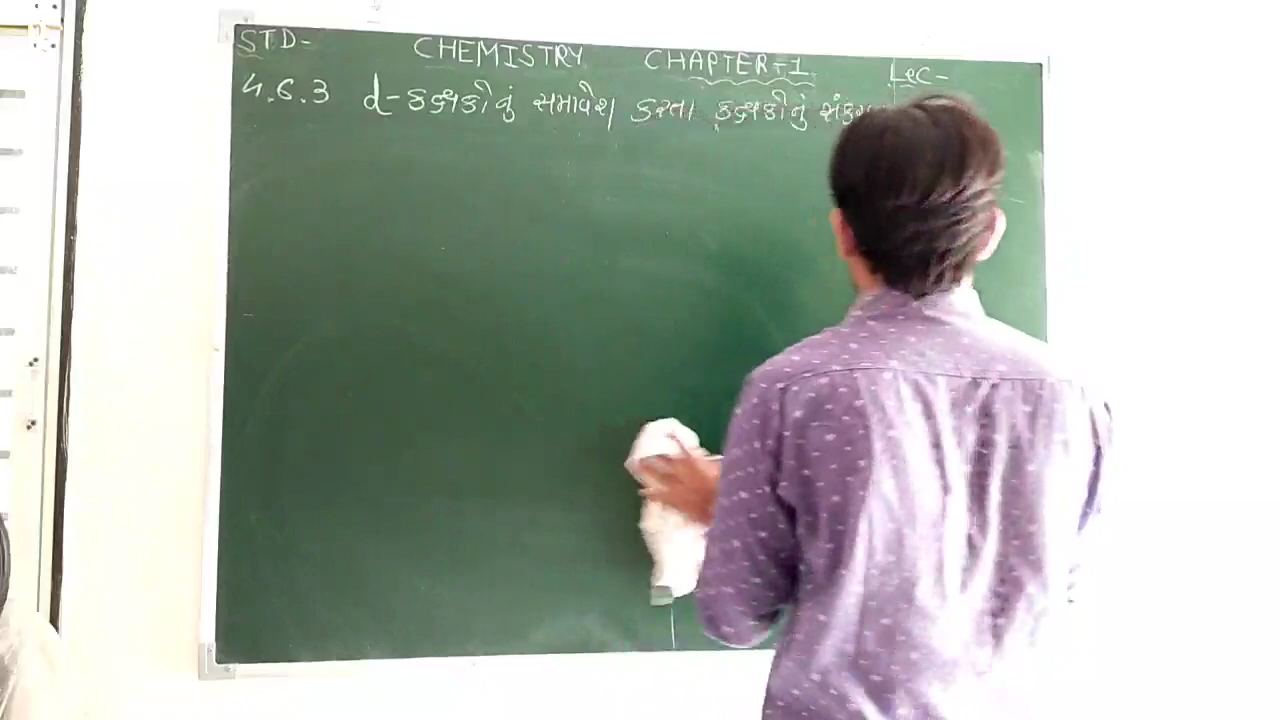 STD- CHEMISTRY CHAPTER-1 Lec-
4.6.3 d-કક્ષકોનું સમાવેશ કરતા કક્ષકોનું